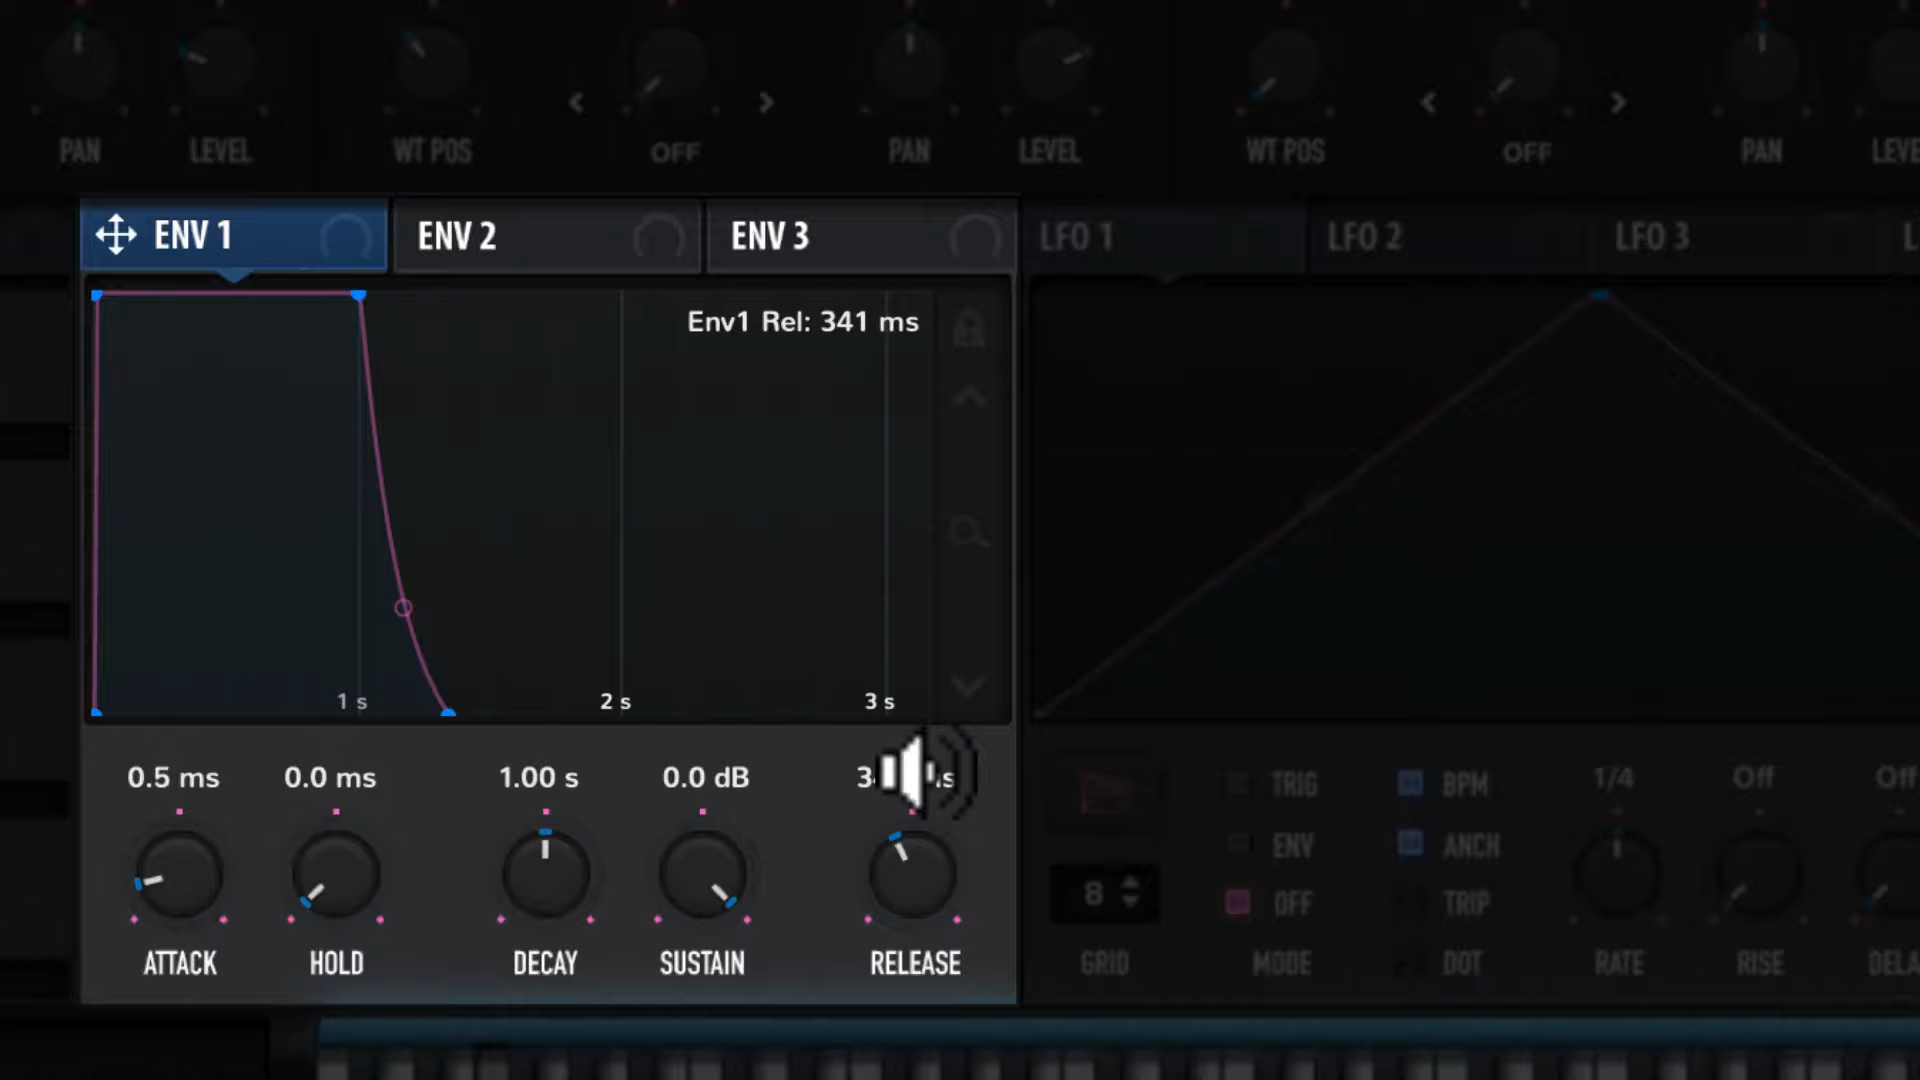 PAN LEVEL WT POS OFF PAN LEVEL WT POS OFF PAN LEVE
ENV 1 ENV 2 ENV 3 LFO 1 LFO 2 LFO 3 L
Env1 Rel: 341 ms
1 s 2 s 3 s
0.5 ms 0.0 ms 1.00 s 0.0 dB 3 s
TRIG BPM 1/4 Off Off
ENV ANCH
8 OFF TRIP
ATTACK HOLD DECAY SUSTAIN RELEASE GRID MODE DOT RATE RISE DELA